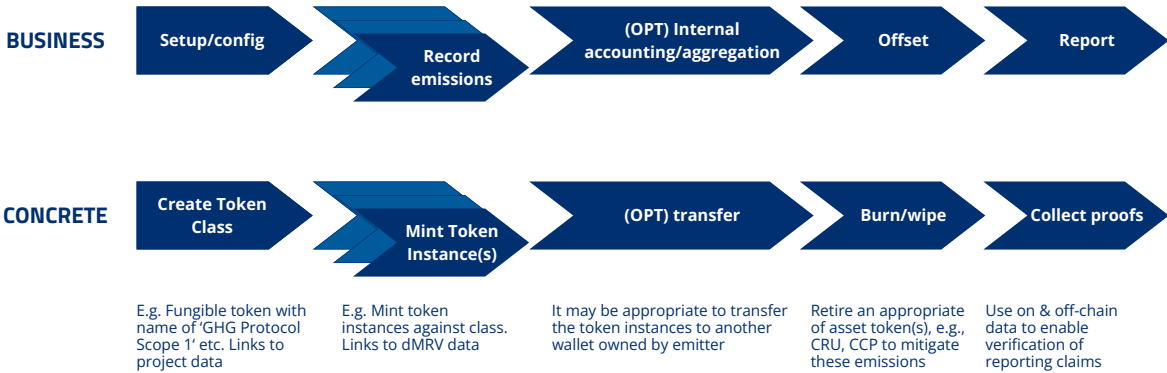 BUSINESS
Setup/config
Record
emissions
(OPT) Internal
accounting/aggregation
Offset
Report
CONCRETE
Create Token
Class
Mint Token
Instance(s)
(OPT) transfer
Burn/wipe
Collect proofs
E.g. Fungible token with
name of ‘GHG Protocol
Scope 1‘ etc. Links to
project data
E.g. Mint token
instances against class.
Links to dMRV data
It may be appropriate to transfer
the token instances to another
wallet owned by emitter
Retire an appropriate
of asset token(s), e.g.,
CRU, CCP to mitigate
these emissions
Use on & off-chain
data to enable
verification of
reporting claims